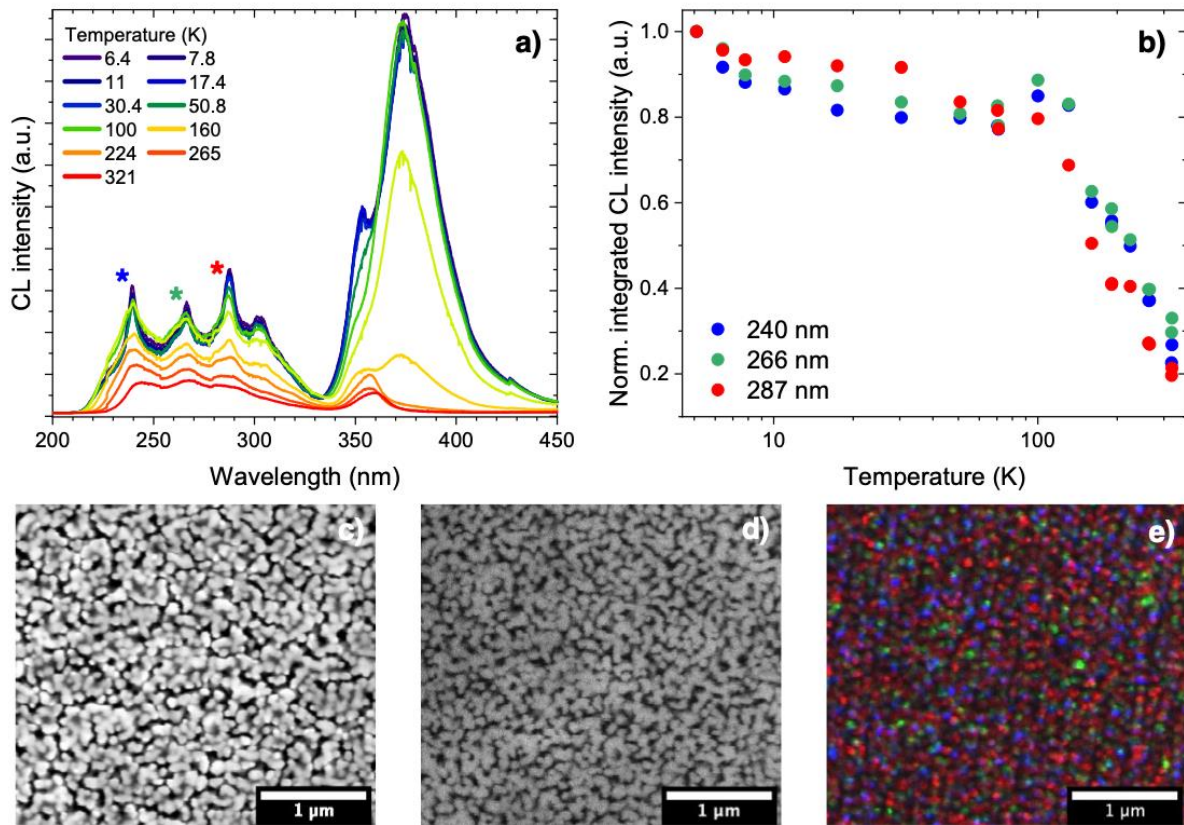 a)
Temperature (K)
6.4 7.8
11 17.4
30.4 50.8
100 160
224 265
321
*
*
*
CL intensity (a.u.)
200 250 300 350 400 450
Wavelength (nm)
b)
Norm. integrated CL intensity (a.u.)
1.0
0.8
0.6
0.4
0.2
240 nm
266 nm
287 nm
10 100
Temperature (K)
c)
1 µm
d)
1 µm
e)
1 µm